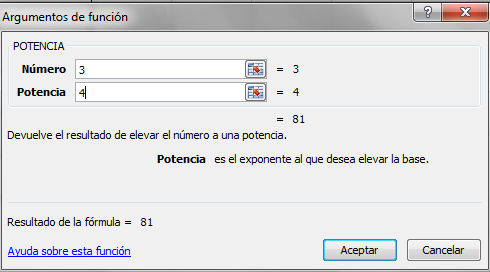 Argumentos de función
?
POTENCIA
Número 3 = 3
Potencia 4 = 4
= 81
Devuelve el resultado de elevar el número a una potencia.
Potencia es el exponente al que desea elevar la base.
Resultado de la fórmula = 81
Ayuda sobre esta función
Aceptar Cancelar